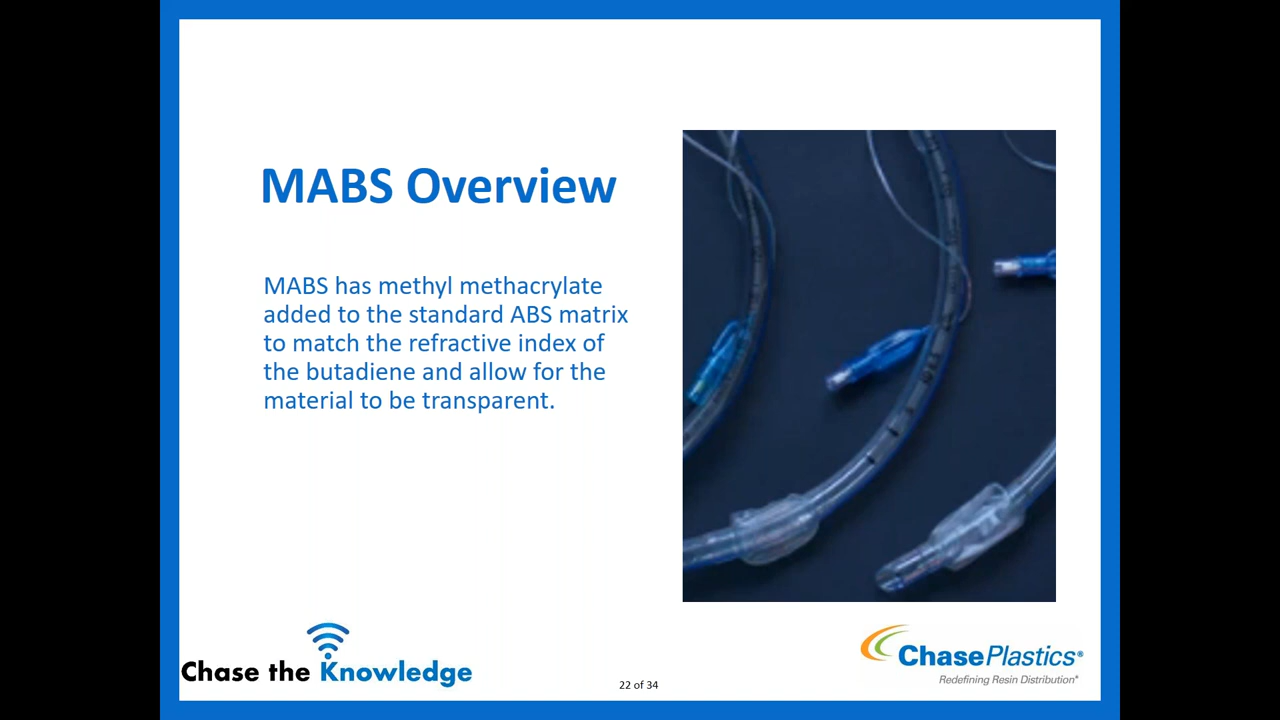 MABS Overview
MABS has methyl methacrylate
added to the standard ABS matrix
to match the refractive index of
the butadiene and allow for the
material to be transparent.
Chase the Knowledge
22 of 34
ChasePlastics®
Redefining Resin Distribution®